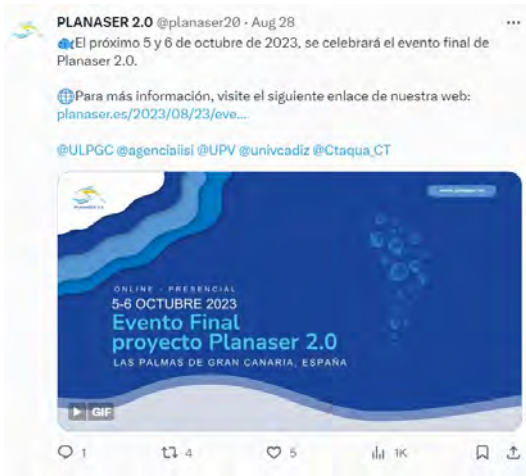 PLANASER 2.0 @planaser20 · Aug 28
El próximo 5 y 6 de octubre de 2023, se celebrará el evento final de
Planaser 2.0.
Para más información, visite el siguiente enlace de nuestra web:
planaser.es/2023/08/23/eve...
@ULPGC @agenciaiisi @UPV @univcadiz @Ctaqua_CT
PLANASER 2.0
ONLINE - PRESENCIAL
5-6 OCTUBRE 2023
Evento Final
proyecto Planaser 2.0
LAS PALMAS DE GRAN CANARIA, ESPAÑA
GIF
1 4 5 1K